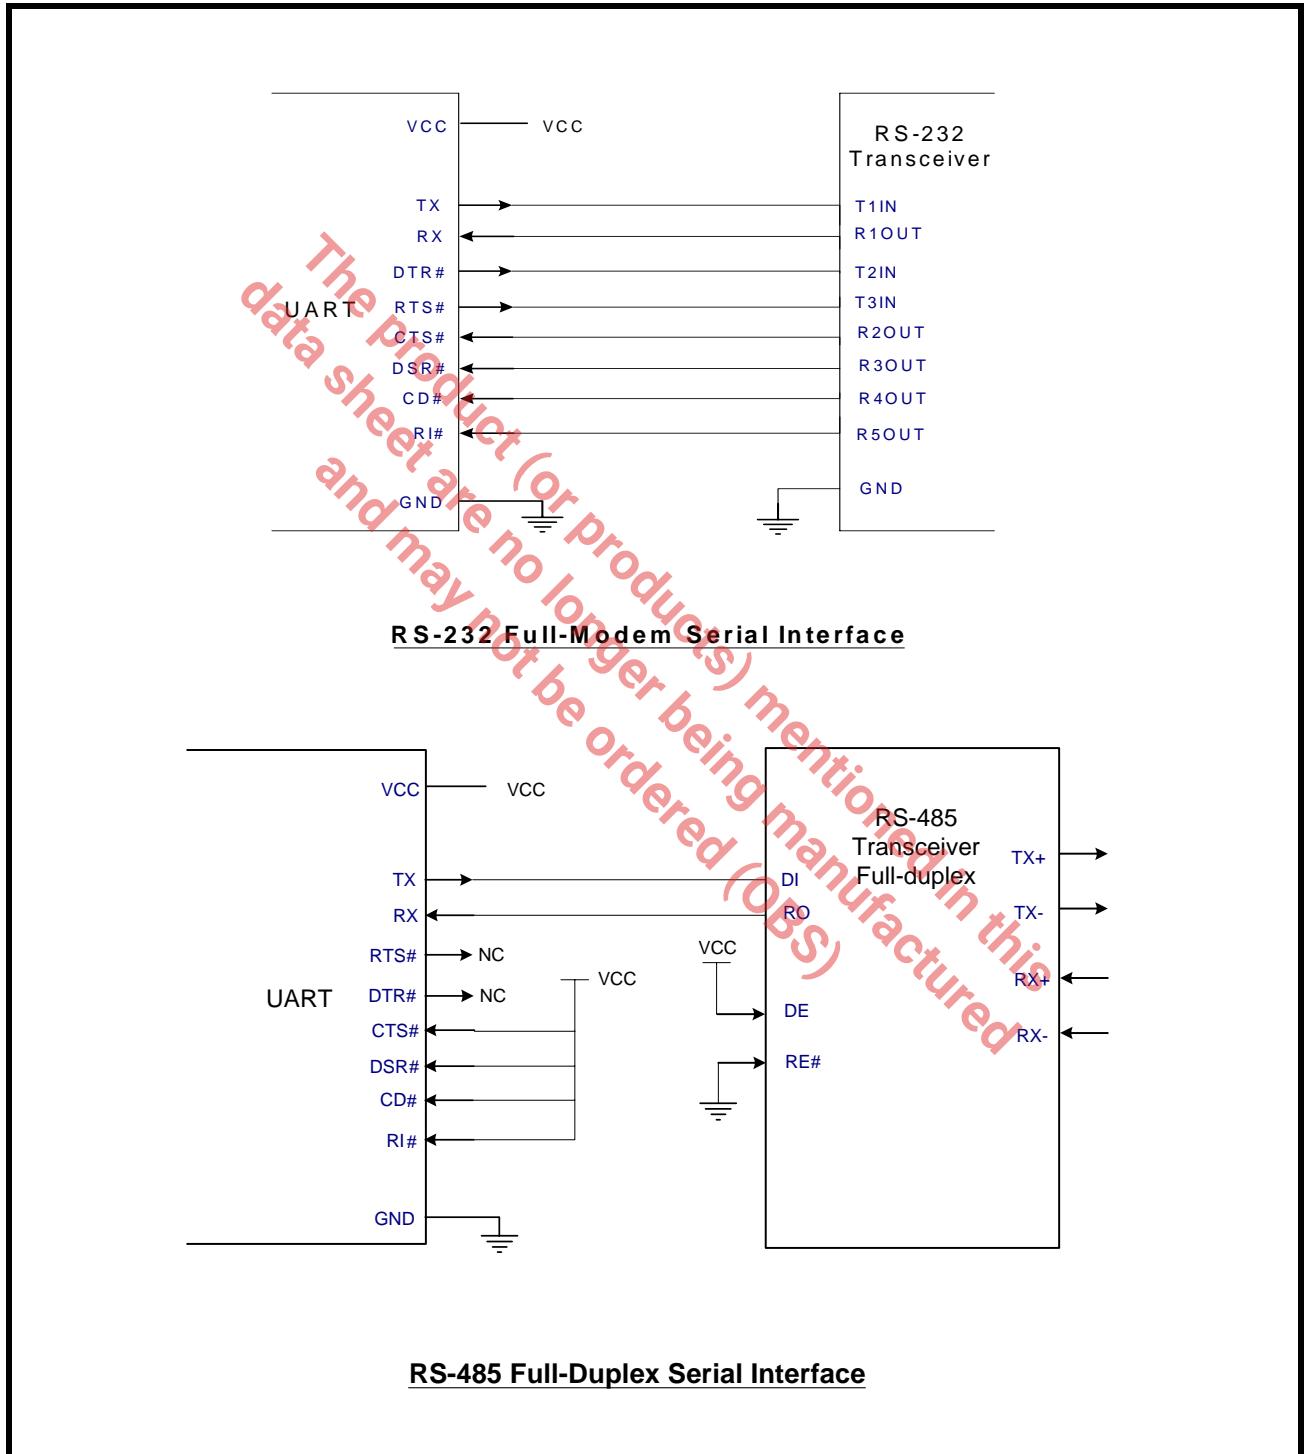 VCC
VCC
RS-232
Transceiver
TX
T1IN
RX
R1OUT
DTR#
T2IN
UART
RTS#
T3IN
CTS#
R2OUT
DSR#
R3OUT
CD#
R4OUT
RI#
R5OUT
GND
GND
RS-232 Full-Modem Serial Interface
The product (or products) mentioned in this
data sheet are no longer being manufactured
and may not be ordered (OBS)
VCC
VCC
RS-485
Transceiver
Full-duplex
TX+
TX
DI
RX
RO
TX-
RTS#
NC
VCC
VCC
RX+
UART
DTR#
NC
DE
CTS#
RX-
DSR#
RE#
CD#
RI#
GND
RS-485 Full-Duplex Serial Interface